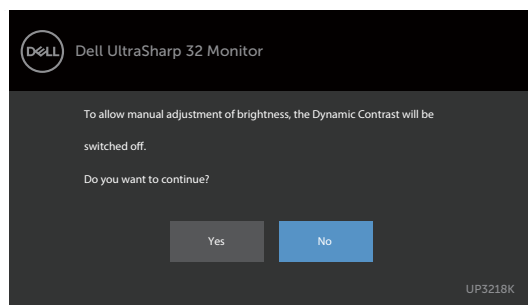 DELL
Dell UltraSharp 32 Monitor
To allow manual adjustment of brightness, the Dynamic Contrast will be
switched off.
Do you want to continue?
Yes
No
UP3218K